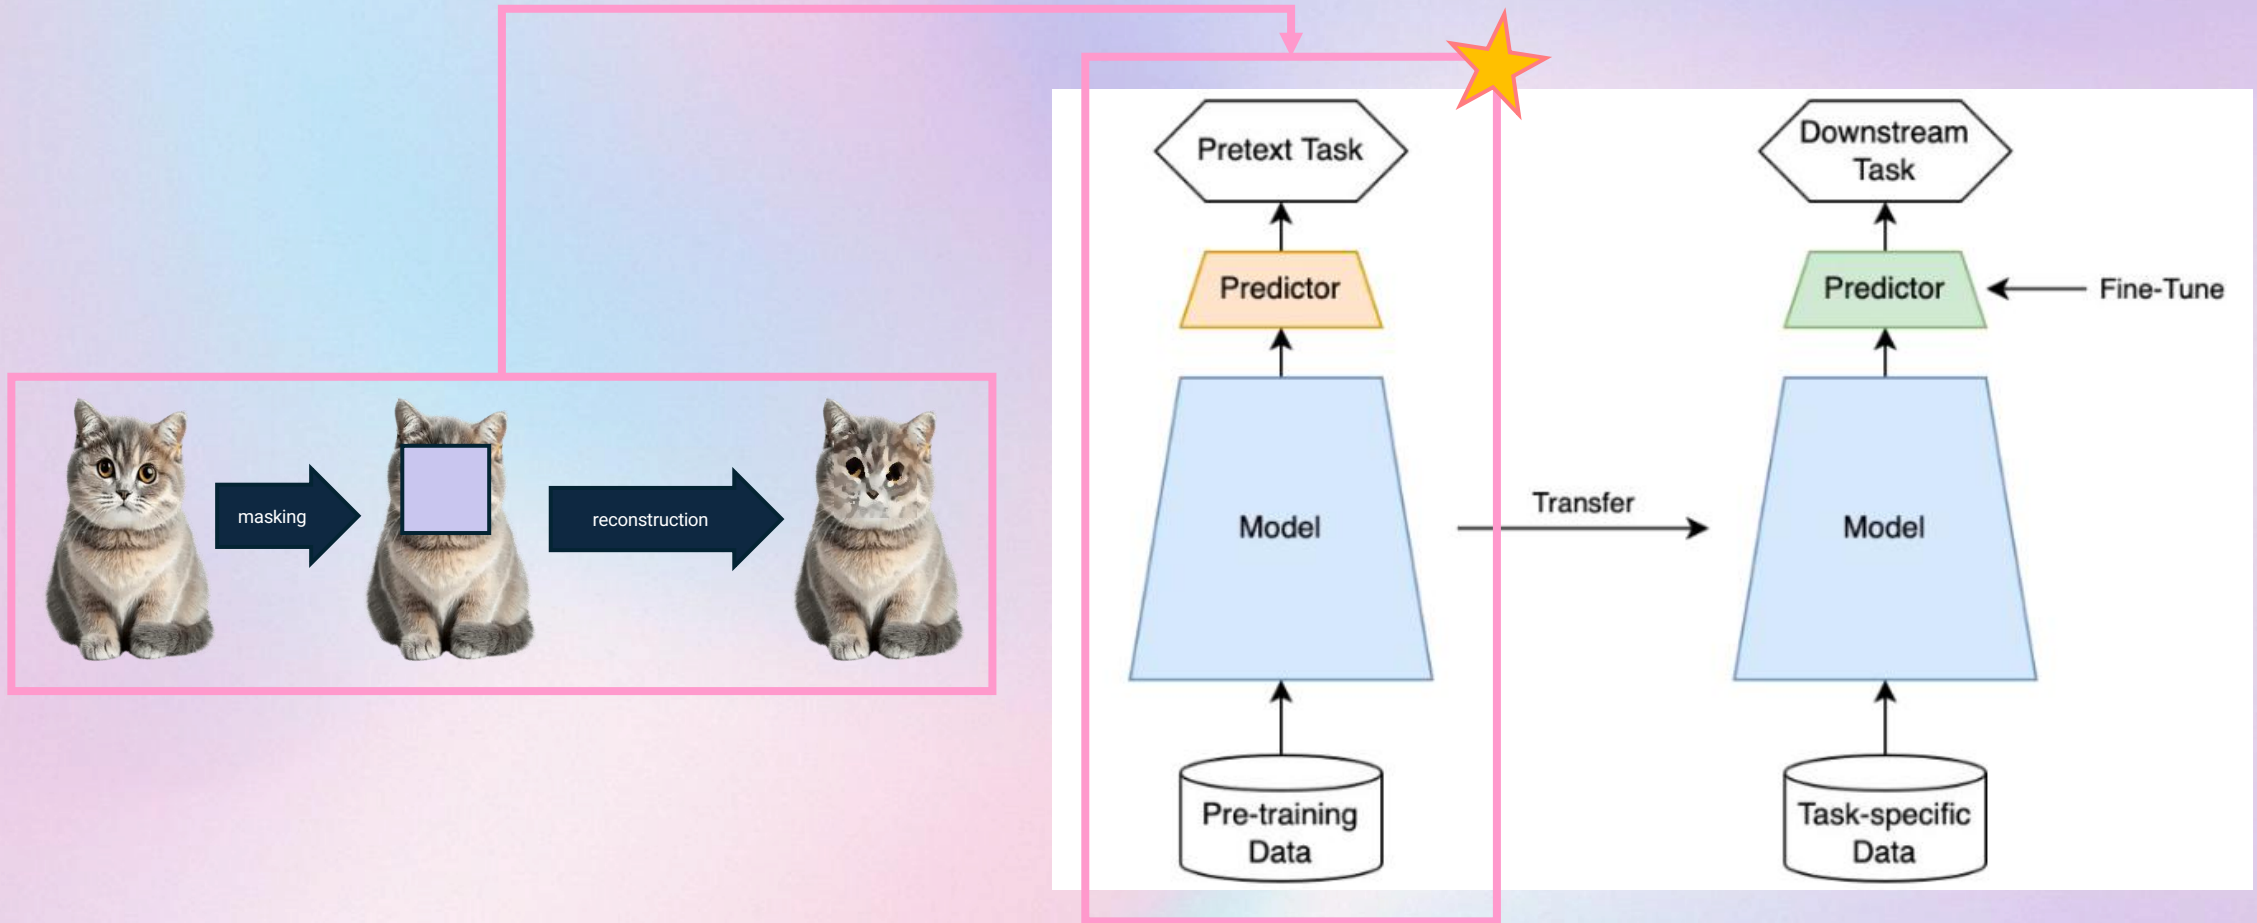 masking
reconstruction
Pretext Task
Predictor
Model
Pre-training
Data
Transfer
Downstream
Task
Predictor
Fine-Tune
Model
Task-specific
Data